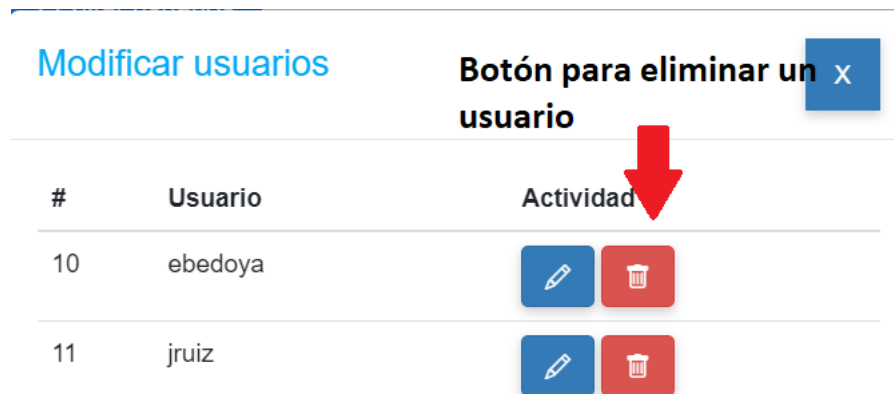 Modificar usuarios
Botón para eliminar un
usuario
x
# Usuario Actividad
10 ebedoya
11 jruiz